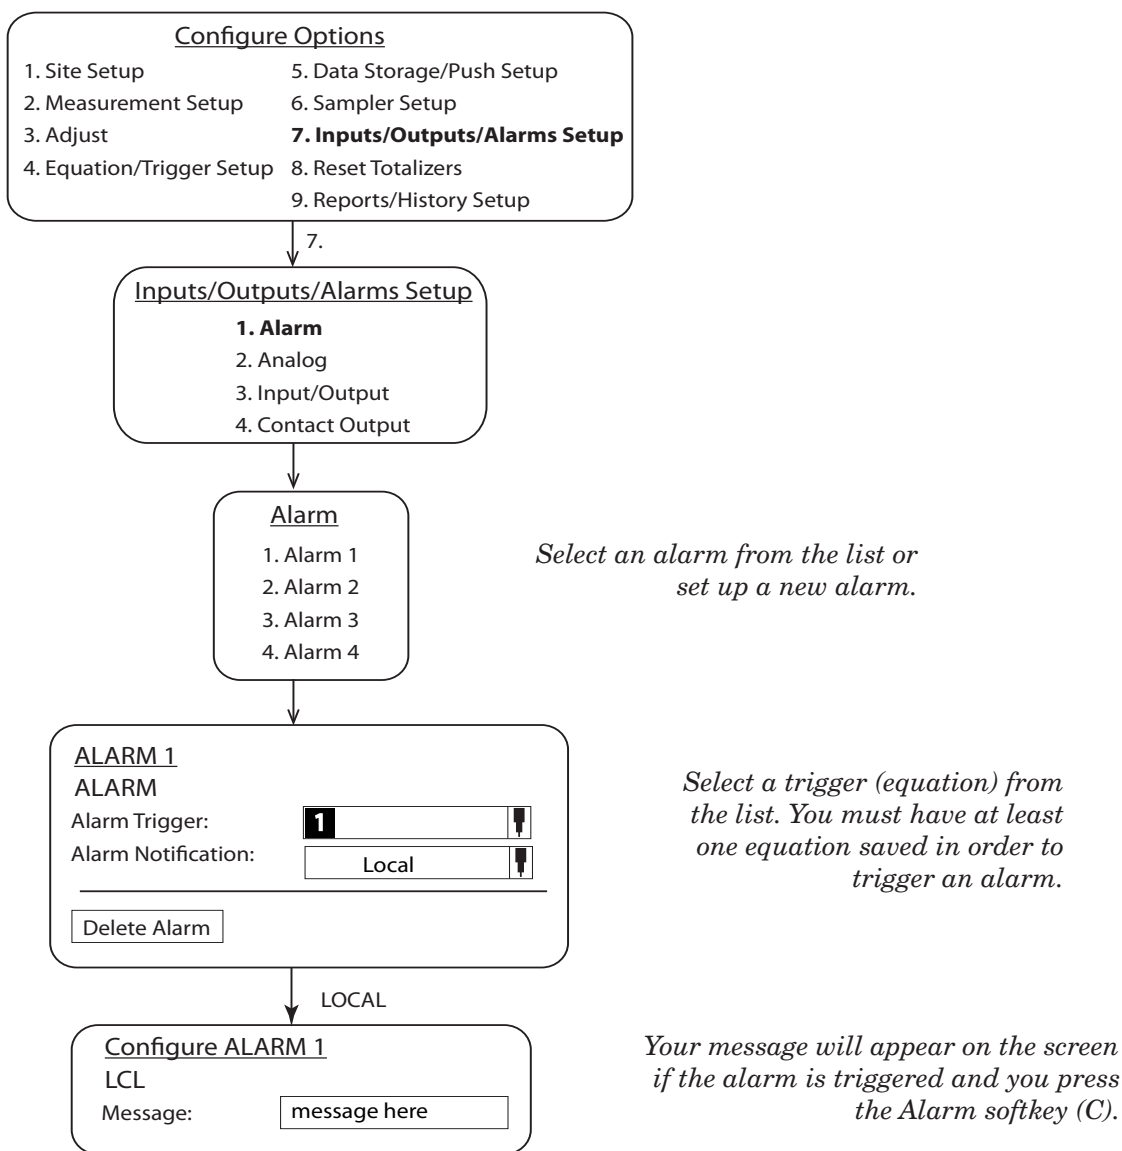 Configure Options
1. Site Setup
2. Measurement Setup
3. Adjust
4. Equation/Trigger Setup
5. Data Storage/Push Setup
6. Sampler Setup
7. Inputs/Outputs/Alarms Setup
8. Reset Totalizers
9. Reports/History Setup
7.
Inputs/Outputs/Alarms Setup
1. Alarm
2. Analog
3. Input/Output
4. Contact Output
Alarm
1. Alarm 1
2. Alarm 2
3. Alarm 3
4. Alarm 4
Select an alarm from the list or
set up a new alarm.
ALARM 1
ALARM
Alarm Trigger: 1
Alarm Notification: Local
Delete Alarm
Select a trigger (equation) from
the list. You must have at least
one equation saved in order to
trigger an alarm.
LOCAL
Configure ALARM 1
LCL
Message: message here
Your message will appear on the screen
if the alarm is triggered and you press
the Alarm softkey (C).